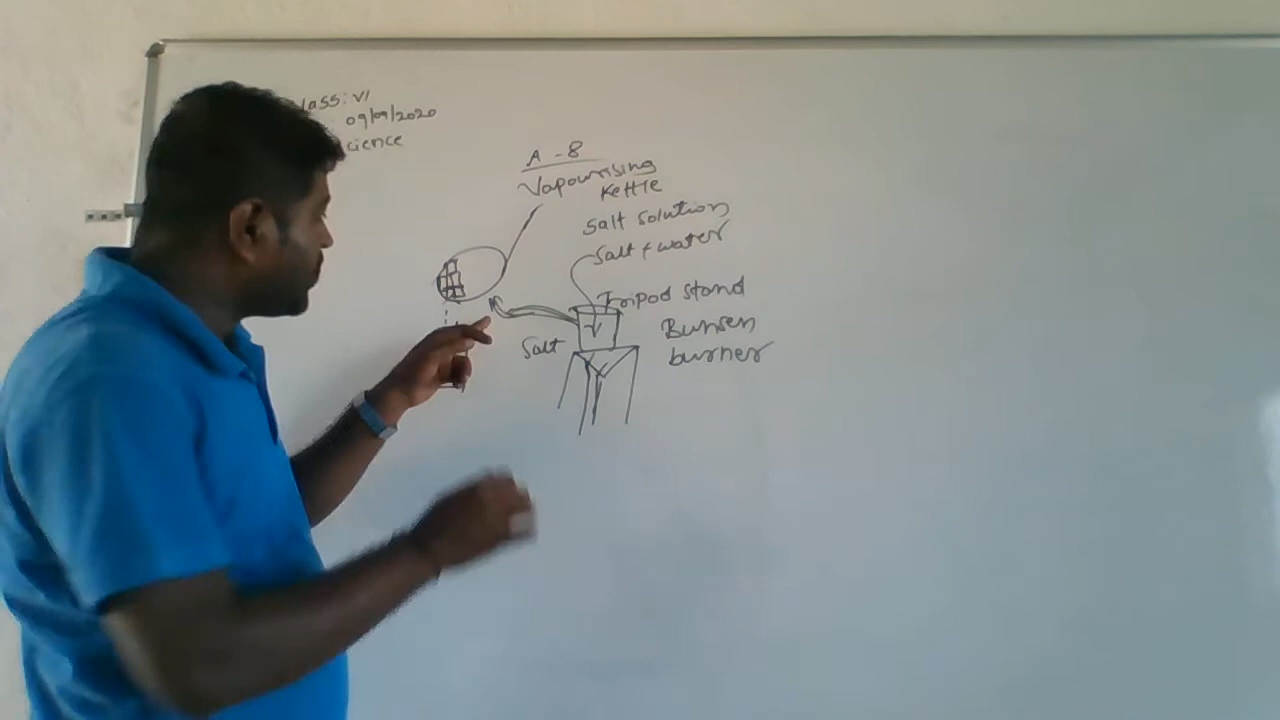 lass: VI
09/09/2020
cience
A - 8
Vapourising
Kettle
Salt solution
Salt + water
Tripod stand
Bunsen
burner
Salt